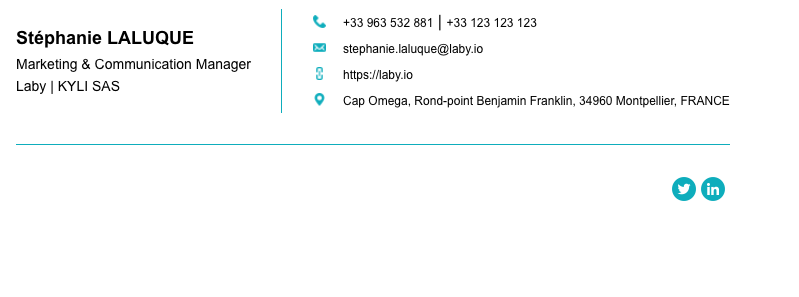 Stéphanie LALUQUE
Marketing & Communication Manager
Laby | KYLI SAS
+33 963 532 881 | +33 123 123 123
stephanie.laluque@laby.io
https://laby.io
Cap Omega, Rond-point Benjamin Franklin, 34960 Montpellier, FRANCE
in